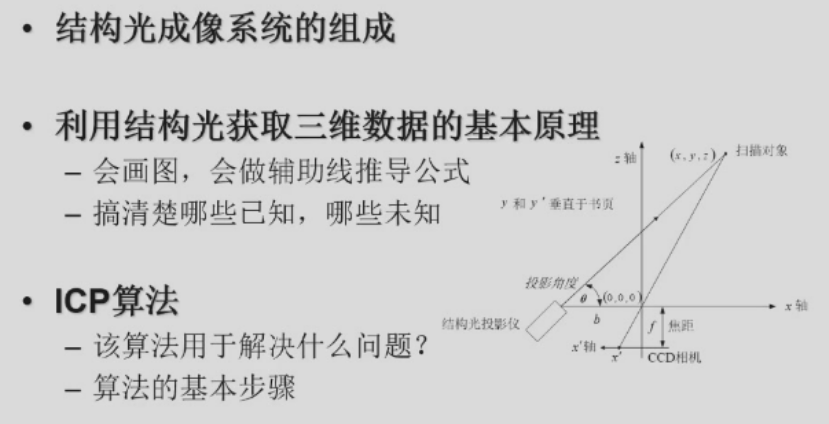 • 结构光成像系统的组成
• 利用结构光获取三维数据的基本原理
– 会画图，会做辅助线推导公式
– 搞清楚哪些已知，哪些未知
• ICP算法
– 该算法用于解决什么问题？
– 算法的基本步骤
z 轴
(x, y, z)
扫描对象
y 和 y' 垂直于书页
投影角度
θ
(0,0,0)
x 轴
结构光投影仪
b
f
焦距
x'轴
x'
CCD相机